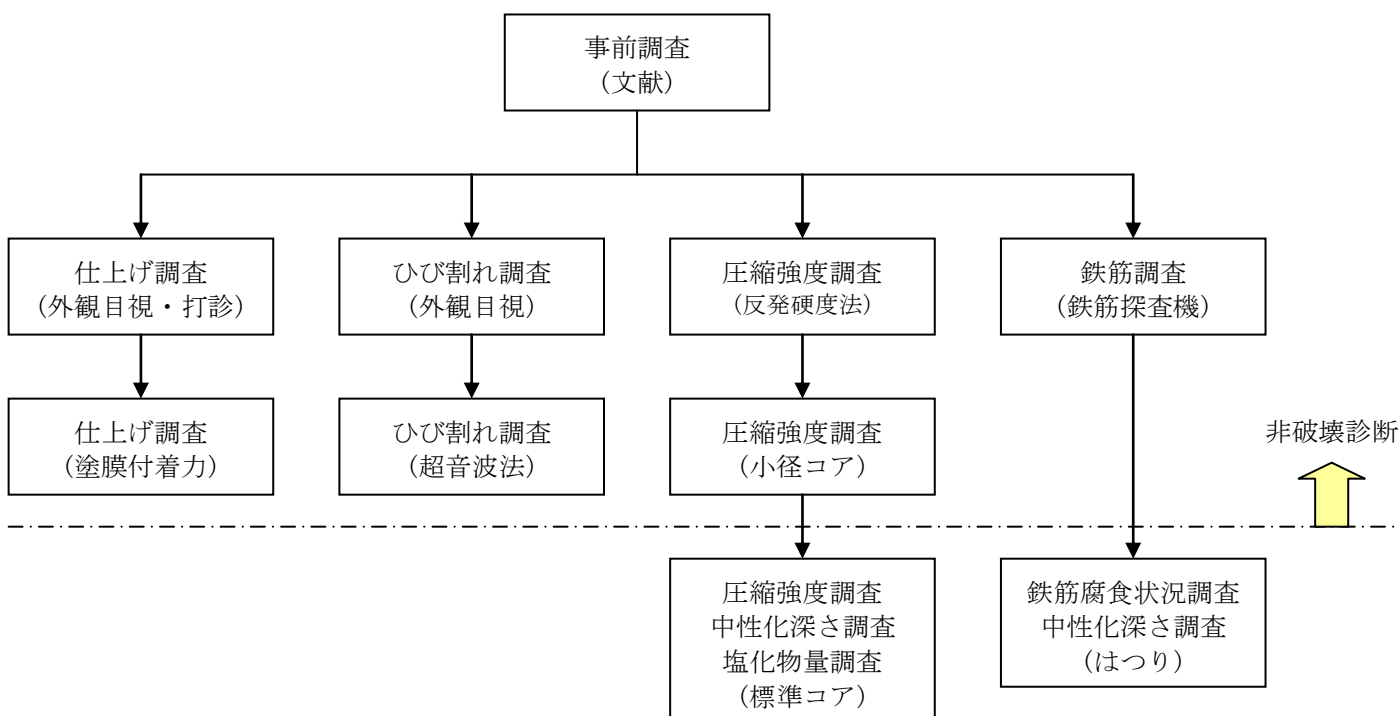 事前調査
（文献）
仕上げ調査
（外観目視・打診）
ひび割れ調査
（外観目視）
圧縮強度調査
（反発硬度法）
鉄筋調査
（鉄筋探査機）
仕上げ調査
（塗膜付着力）
ひび割れ調査
（超音波法）
圧縮強度調査
（小径コア）
非破壊診断
圧縮強度調査
中性化深さ調査
塩化物量調査
（標準コア）
鉄筋腐食状況調査
中性化深さ調査
（はつり）